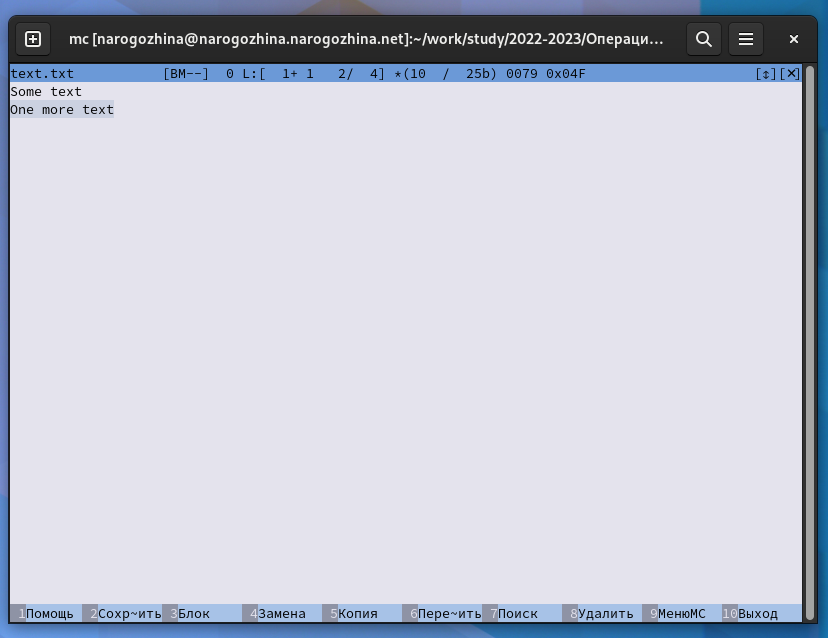 mc [narogozhina@narogozhina.narogozhina.net]:~/work/study/2022-2023/Операци…
text.txt [BM--] 0 L:[ 1+ 1 2/ 4] *(10 / 25b) 0079 0x04F [↕][×]
Some text
One more text
1Помощь 2Сохр~ить 3Блок 4Замена 5Копия 6Пере~ить 7Поиск 8Удалить 9МенюMC 10Выход